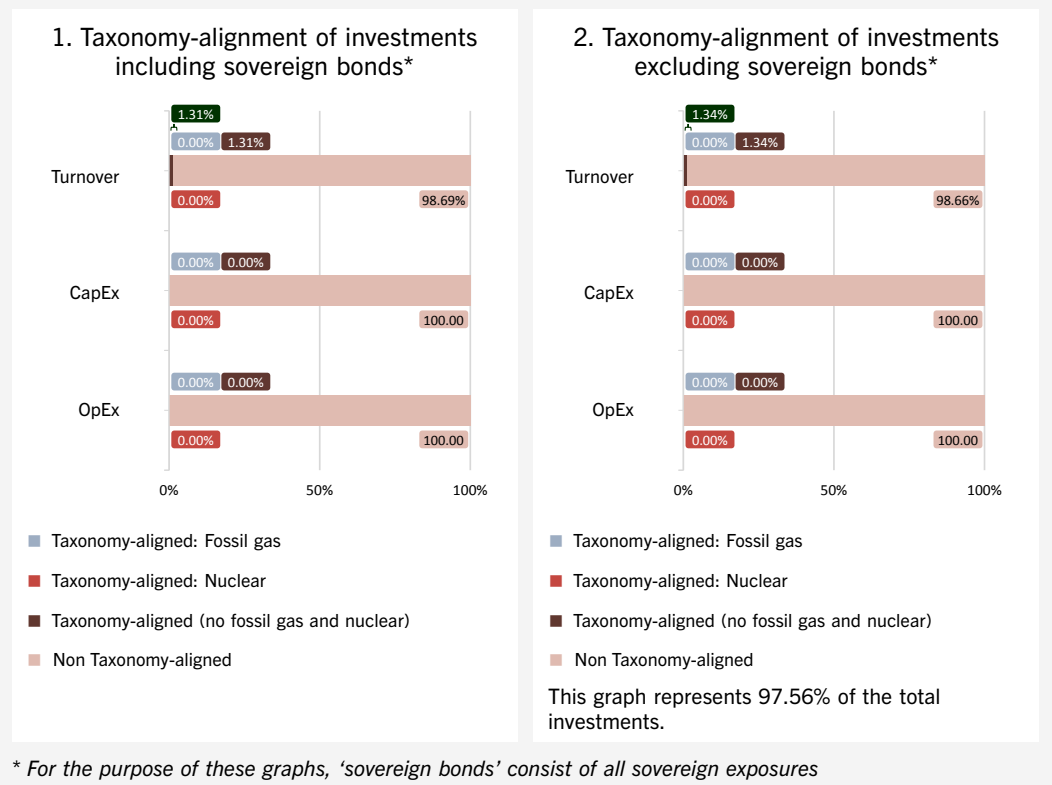 1. Taxonomy-alignment of investments
including sovereign bonds*
1.31%
0.00% 1.31%
Turnover
0.00% 98.69%
0.00% 0.00%
CapEx
0.00% 100.00
0.00% 0.00%
OpEx
0.00% 100.00
0% 50% 100%
Taxonomy-aligned: Fossil gas
Taxonomy-aligned: Nuclear
Taxonomy-aligned (no fossil gas and nuclear)
Non Taxonomy-aligned
2. Taxonomy-alignment of investments
excluding sovereign bonds*
1.34%
0.00% 1.34%
Turnover
0.00% 98.66%
0.00% 0.00%
CapEx
0.00% 100.00
0.00% 0.00%
OpEx
0.00% 100.00
0% 50% 100%
Taxonomy-aligned: Fossil gas
Taxonomy-aligned: Nuclear
Taxonomy-aligned (no fossil gas and nuclear)
Non Taxonomy-aligned
This graph represents 97.56% of the total
investments.
* For the purpose of these graphs, ‘sovereign bonds’ consist of all sovereign exposures